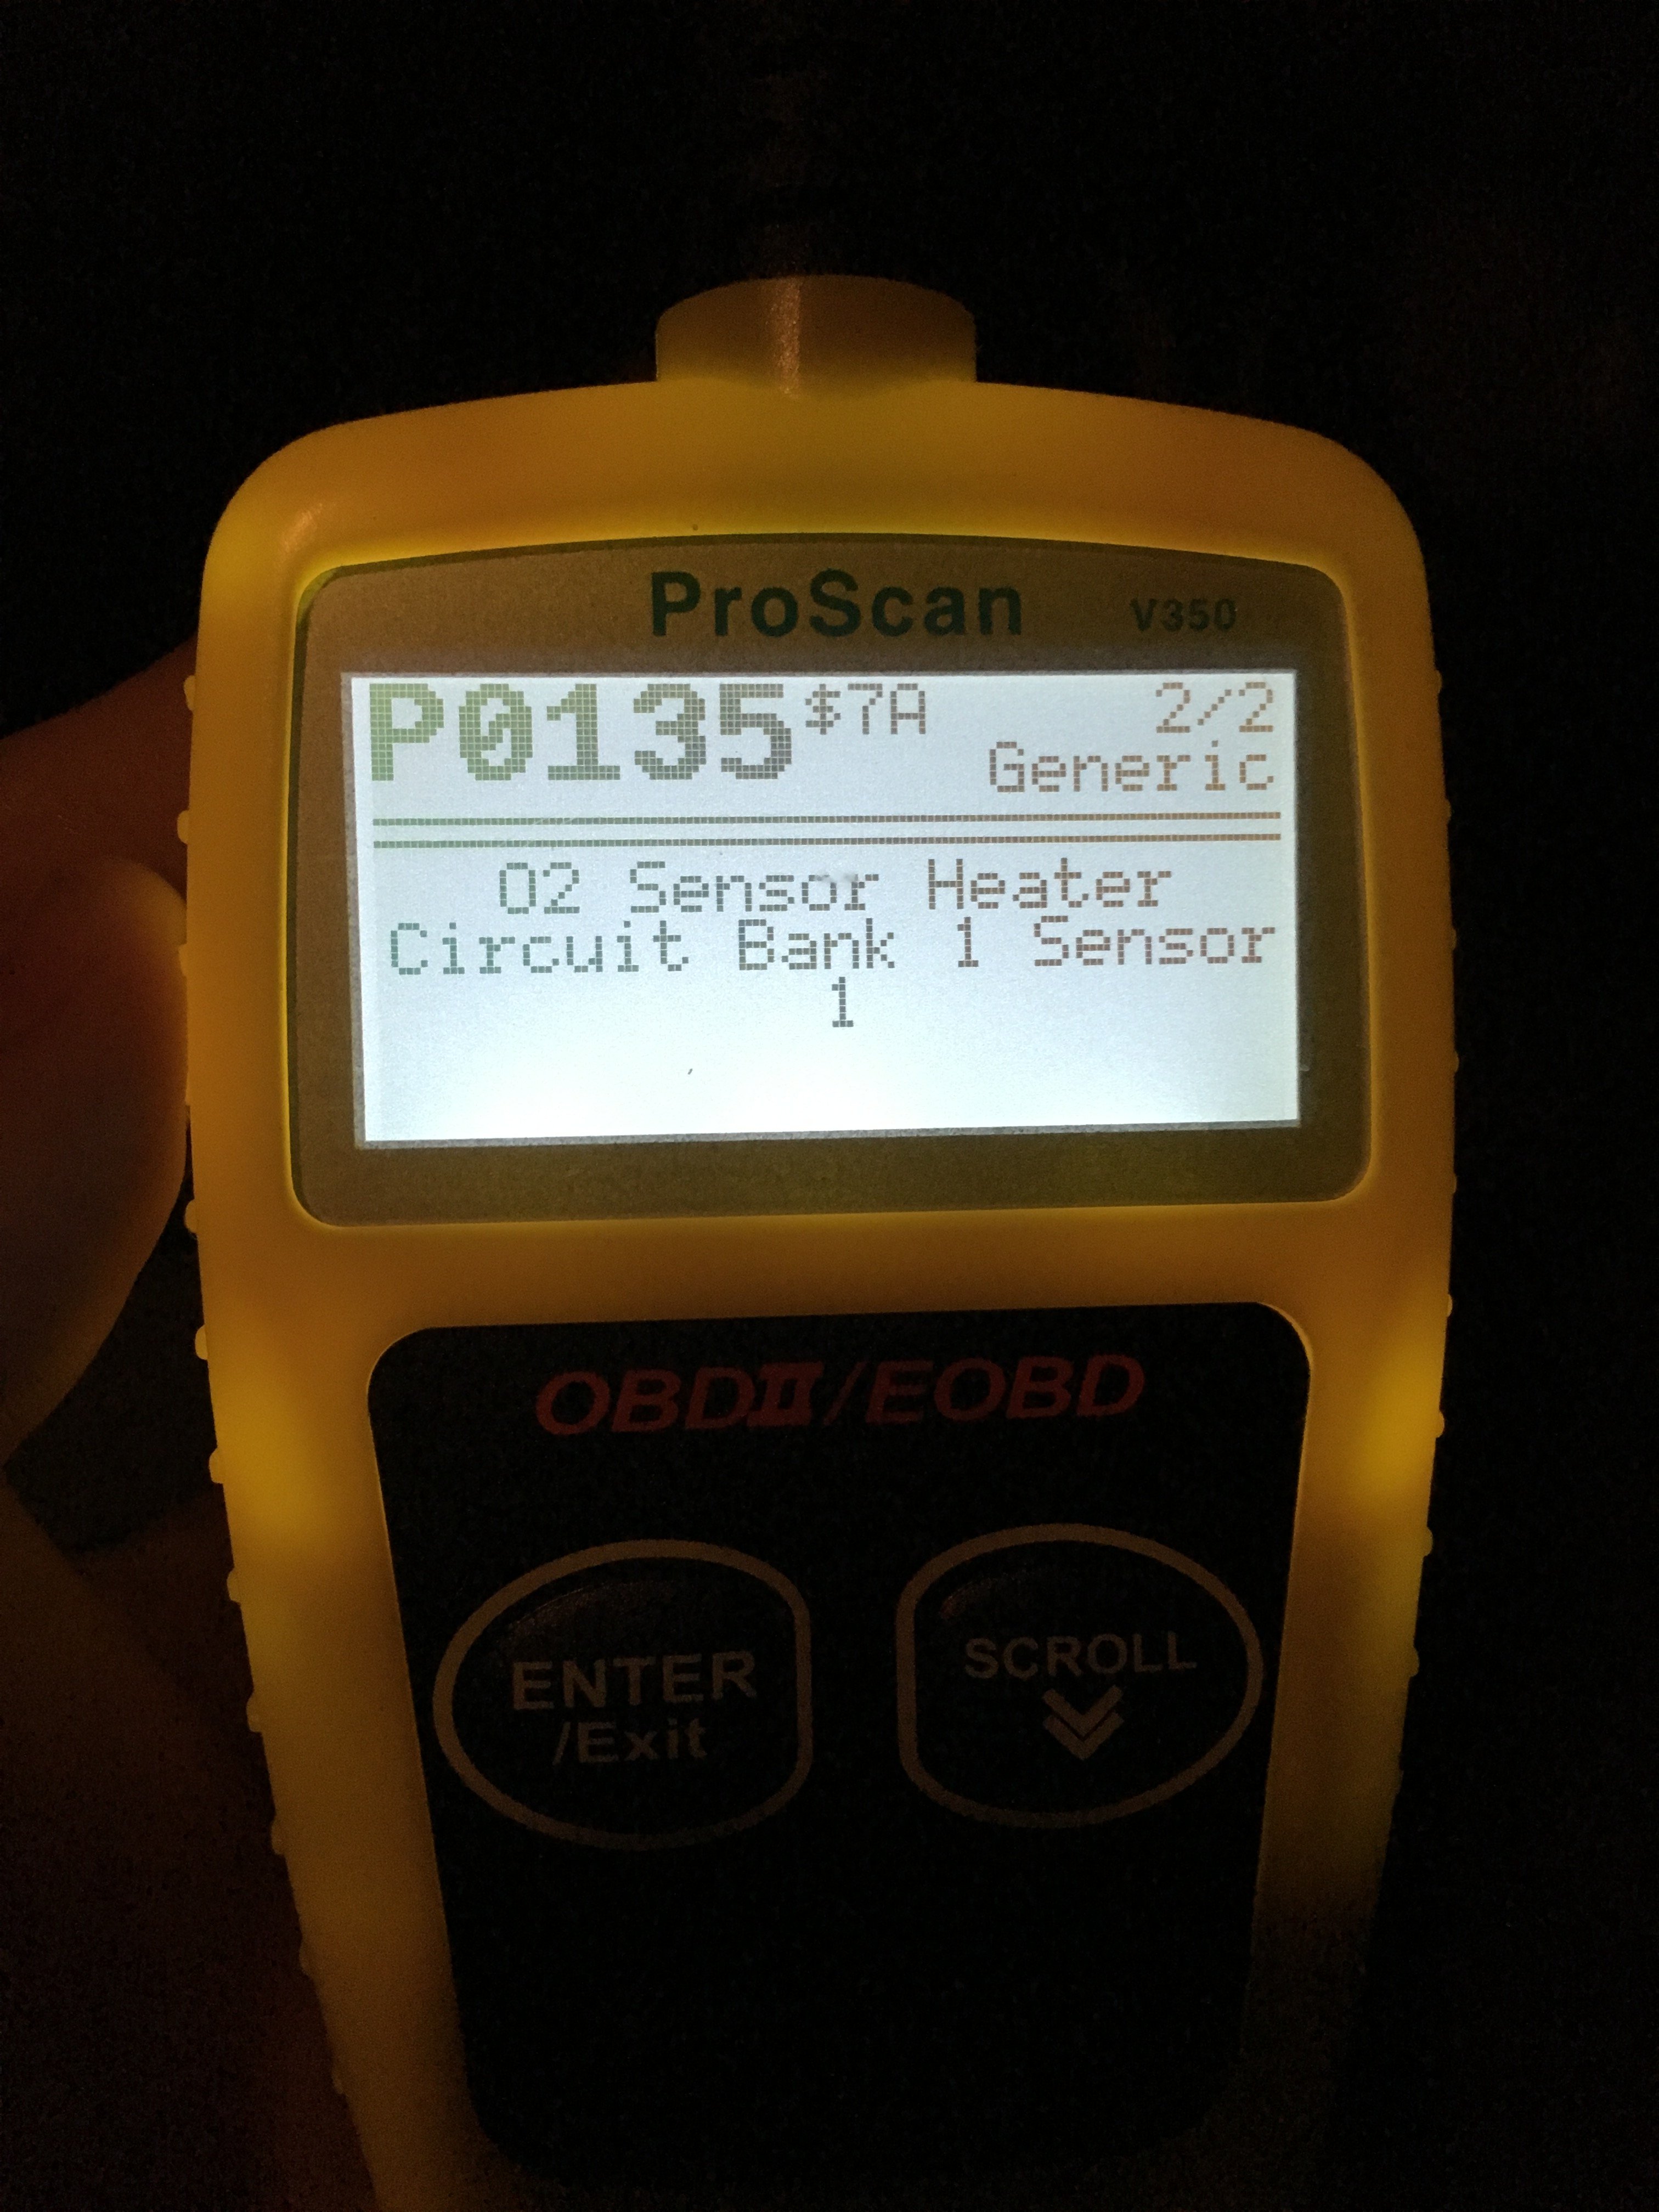 ProScan V350
P0135 $7A 2/2
Generic
O2 Sensor Heater
Circuit Bank 1 Sensor
1
OBDII/EOBD
ENTER
/Exit
SCROLL